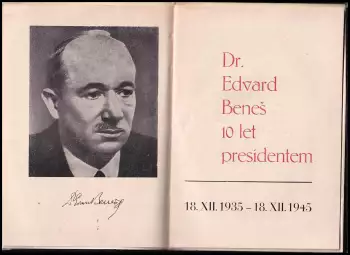 Dr.
Edvard
Beneš
10 let
presidentem
18. XII. 1935 – 18. XII. 1945